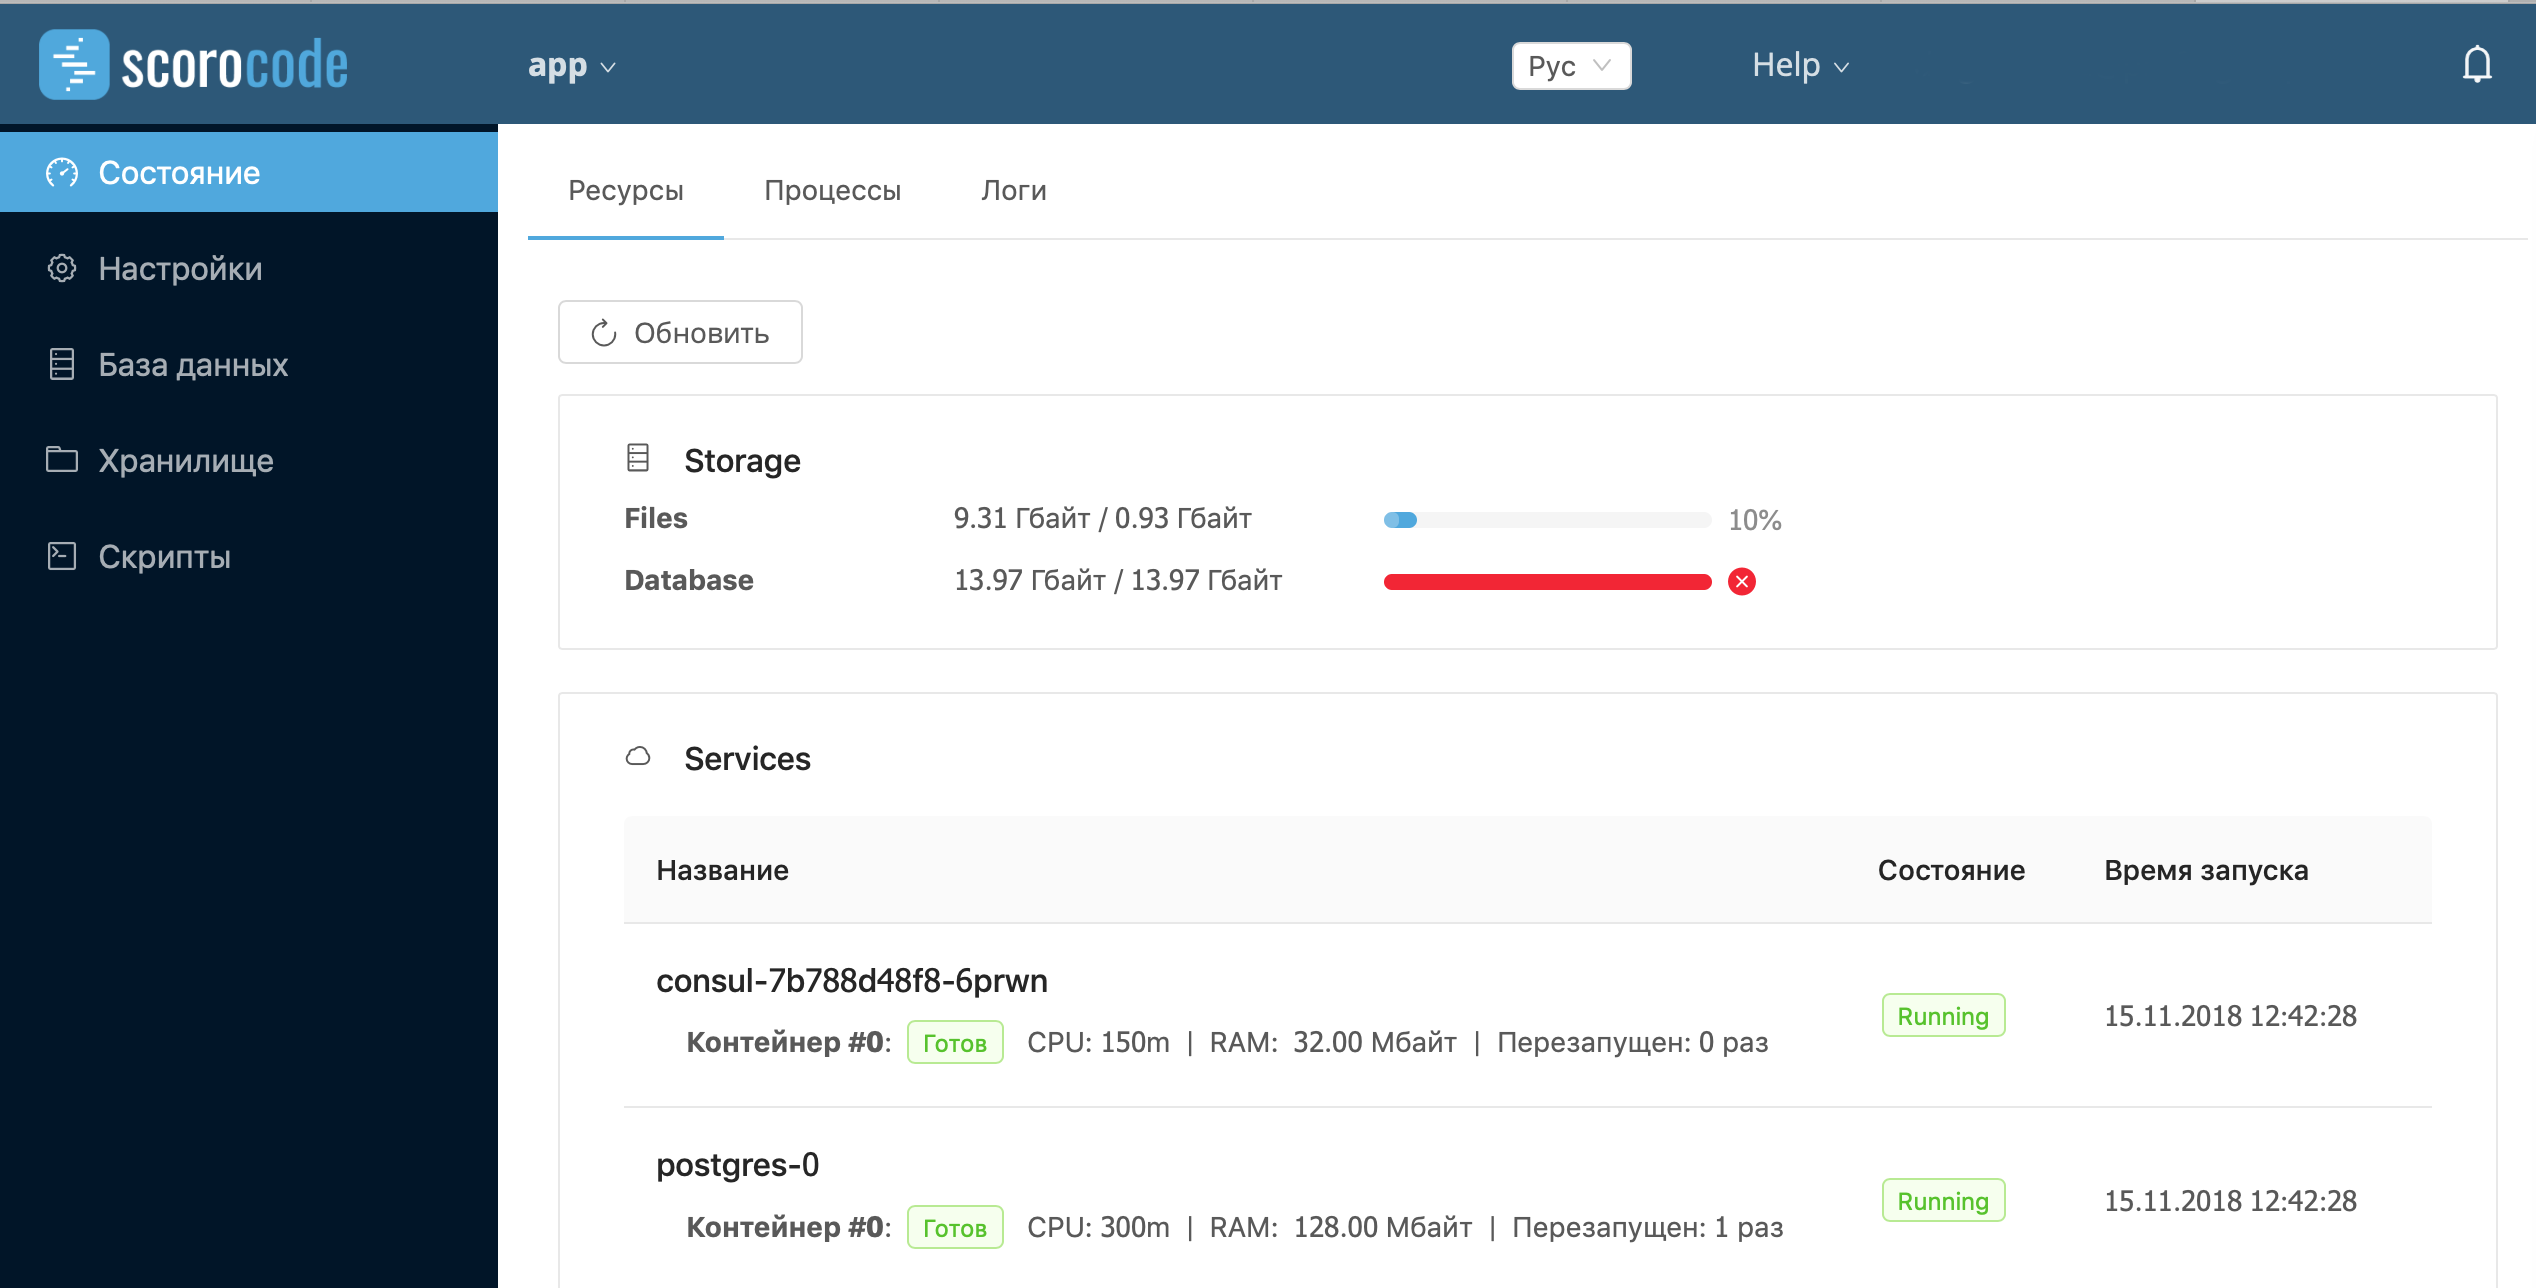 scorocode
app
Рус
Help
Состояние
Настройки
База данных
Хранилище
Скрипты
Ресурсы
Процессы
Логи
Обновить
Storage
Files 9.31 Гбайт / 0.93 Гбайт 10%
Database 13.97 Гбайт / 13.97 Гбайт
Services
Название Состояние Время запуска
consul-7b788d48f8-6prwn
Контейнер #0: Готов CPU: 150m | RAM: 32.00 Мбайт | Перезапущен: 0 раз
Running 15.11.2018 12:42:28
postgres-0
Контейнер #0: Готов CPU: 300m | RAM: 128.00 Мбайт | Перезапущен: 1 раз
Running 15.11.2018 12:42:28